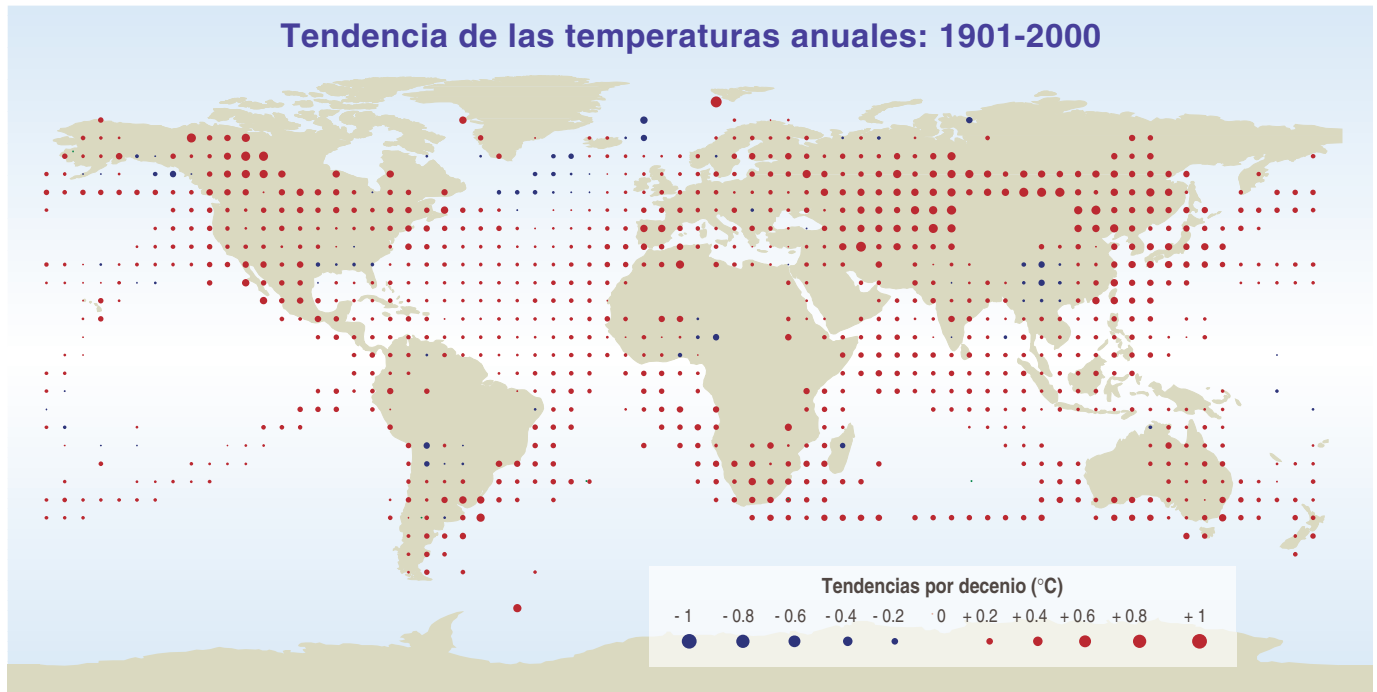 Tendencia de las temperaturas anuales: 1901-2000
Tendencias por decenio (°C)
- 1 - 0.8 - 0.6 - 0.4 - 0.2 0 + 0.2 + 0.4 + 0.6 + 0.8 + 1